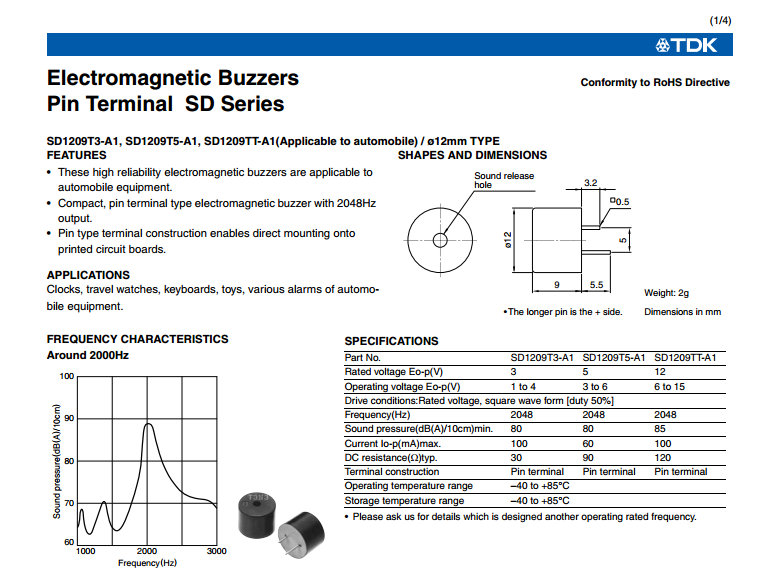 (1/4)
TDK
Electromagnetic Buzzers
Pin Terminal SD Series
Conformity to RoHS Directive
SD1209T3-A1, SD1209T5-A1, SD1209TT-A1(Applicable to automobile) / ø12mm TYPE
FEATURES
• These high reliability electromagnetic buzzers are applicable to
automobile equipment.
• Compact, pin terminal type electromagnetic buzzer with 2048Hz
output.
• Pin type terminal construction enables direct mounting onto
printed circuit boards.
APPLICATIONS
Clocks, travel watches, keyboards, toys, various alarms of automo-
bile equipment.
SHAPES AND DIMENSIONS
Sound release
hole
3.2
□0.5
ø12
5
9
5.5
• The longer pin is the + side.
Weight: 2g
Dimensions in mm
FREQUENCY CHARACTERISTICS
Around 2000Hz
Sound pressure(dB(A)/10cm)
100
90
80
70
60
1000 2000 3000
Frequency(Hz)
SPECIFICATIONS
Part No. SD1209T3-A1 SD1209T5-A1 SD1209TT-A1
Rated voltage Eo-p(V) 3 5 12
Operating voltage Eo-p(V) 1 to 4 3 to 6 6 to 15
Drive conditions:Rated voltage, square wave form [duty 50%]
Frequency(Hz) 2048 2048 2048
Sound pressure(dB(A)/10cm)min. 80 80 85
Current Io-p(mA)max. 100 60 100
DC resistance(Ω)typ. 30 90 120
Terminal construction Pin terminal Pin terminal Pin terminal
Operating temperature range –40 to +85°C
Storage temperature range –40 to +85°C
• Please ask us for details which is designed another operating rated frequency.